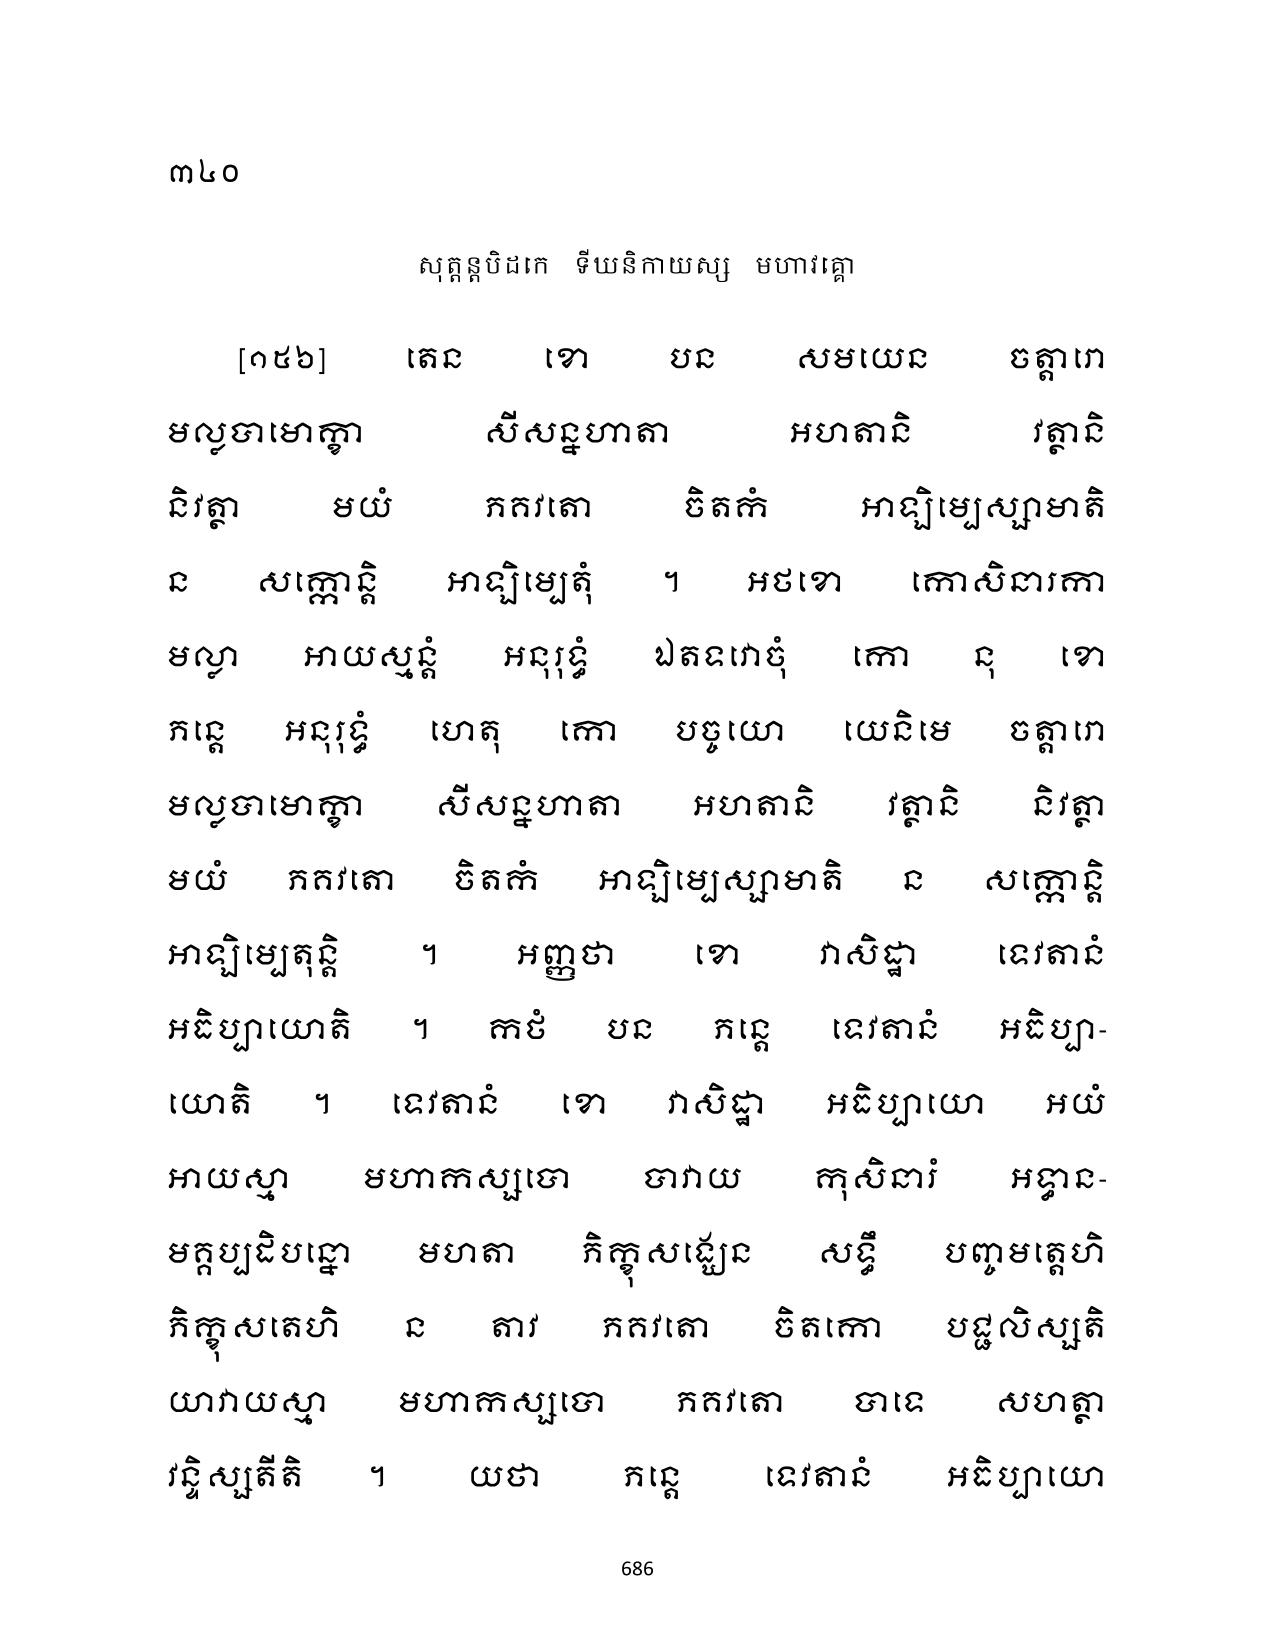 ៣៤០
សុត្តន្តបិដកេ ទីឃនិកាយស្ស មហាវគ្គោ
[១៥៦] តេន ខោ បន សមយេន ចត្តារោ
មល្លបាមោក្ខា សីសន្នហាតា អហតានិ វត្ថានិ
និវត្ថា មយំ ភគវតោ ចិតកំ អាឡិម្បេស្សាមាតិ
ន សក្កោន្តិ អាឡិម្បេតុំ ។ អថខោ កោសិនារកា
មល្លា អាយស្មន្តំ អនុរុទ្ធំ ឯតទវោចុំ កោ នុ ខោ
ភន្តេ អនុរុទ្ធំ ហេតុ កោ បច្ចយោ យេនិមេ ចត្តារោ
មល្លបាមោក្ខា សីសន្នហាតា អហតានិ វត្ថានិ និវត្ថា
មយំ ភគវតោ ចិតកំ អាឡិម្បេស្សាមាតិ ន សក្កោន្តិ
អាឡិម្បេតុន្តិ ។ អញ្ញថា ខោ វាសិដ្ឋា ទេវតានំ
អធិប្បាយោតិ ។ កថំ បន ភន្តេ ទេវតានំ អធិប្បា-
យោតិ ។ ទេវតានំ ខោ វាសិដ្ឋា អធិប្បាយោ អយំ
អាយស្មា មហាកស្សបោ បាវាយ កុសិនារំ អទ្ធាន-
មគ្គប្បដិបន្នោ មហតា ភិក្ខុសង្ឃេន សទ្ធឹ បញ្ចមត្តេហិ
ភិក្ខុសតេហិ ន តាវ ភគវតោ ចិតកោ បជ្ជលិស្សតិ
យាវាយស្មា មហាកស្សបោ ភគវតោ បាទេ សហត្ថា
វន្ទិស្សតីតិ ។ យថា ភន្តេ ទេវតានំ អធិប្បាយោ
686